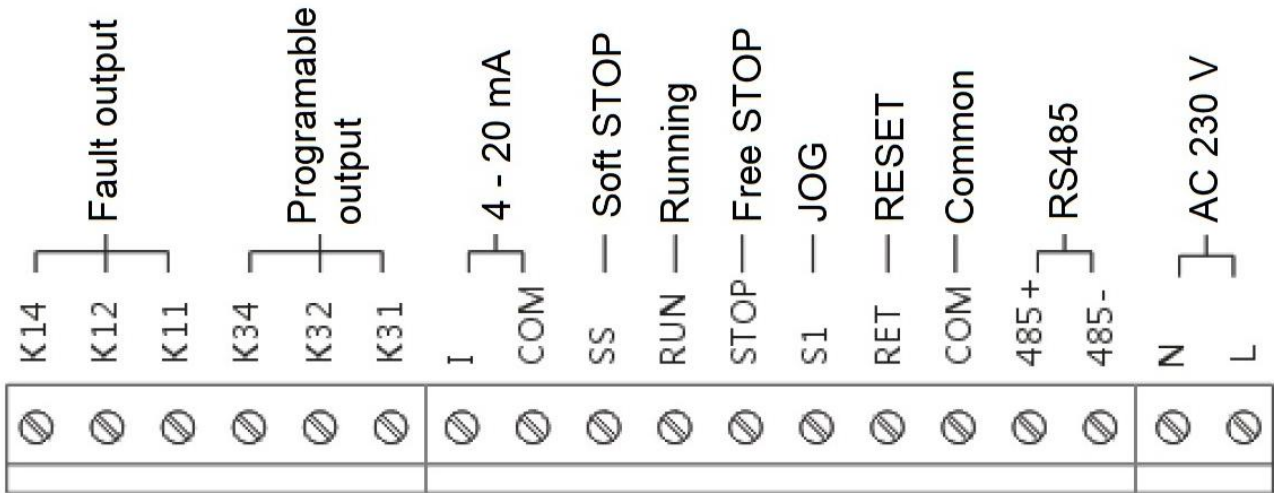 Fault output
Programable
output
4 - 20 mA
Soft STOP
Running
Free STOP
JOG
RESET
Common
RS485
AC 230 V
K14
K12
K11
K34
K32
K31
I
COM
SS
RUN
STOP
S1
RET
COM
485+
485-
N
L